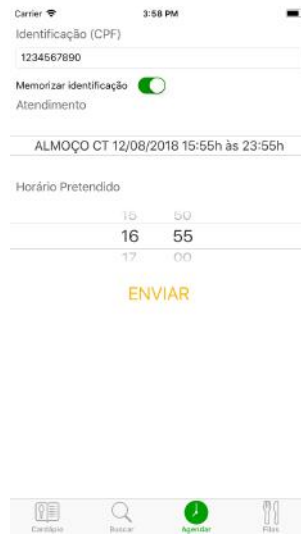 Carrier 3:58 PM
Identificação (CPF)
1234567890
Memorizar identificação
Atendimento
ALMOÇO CT 12/08/2018 15:55h às 23:55h
Horário Pretendido
15 50
16 55
17 00
ENVIAR
Cardápio Buscar Agendar Filas